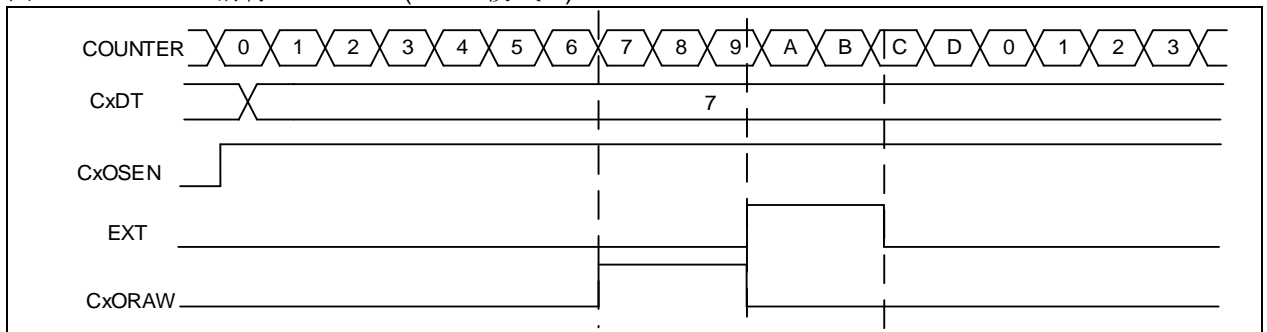 COUNTER 0 1 2 3 4 5 6 7 8 9 A B C D 0 1 2 3
CxDT 7
CxOSEN
EXT
CxORAW